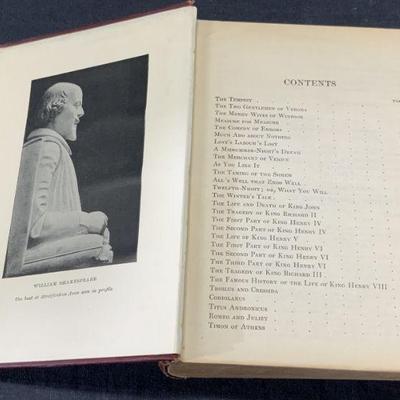 WILLIAM SHAKESPEARE
The bust at Stratford-on-Avon seen in profile
CONTENTS
THE TEMPEST
THE TWO GENTLEMEN OF VERONA
THE MERRY WIVES OF WINDSOR
MEASURE FOR MEASURE
THE COMEDY OF ERRORS
MUCH ADO ABOUT NOTHING
LOVE'S LABOUR'S LOST
A MIDSUMMER-NIGHT'S DREAM
THE MERCHANT OF VENICE
AS YOU LIKE IT
THE TAMING OF THE SHREW
ALL'S WELL THAT ENDS WELL
TWELFTH-NIGHT; OR, WHAT YOU WILL
THE WINTER'S TALE
THE LIFE AND DEATH OF KING JOHN
THE TRAGEDY OF KING RICHARD II
THE FIRST PART OF KING HENRY IV
THE SECOND PART OF KING HENRY IV
THE LIFE OF KING HENRY V
THE FIRST PART OF KING HENRY VI
THE SECOND PART OF KING HENRY VI
THE THIRD PART OF KING HENRY VI
THE TRAGEDY OF KING RICHARD III
THE FAMOUS HISTORY OF THE LIFE OF KING HENRY VIII
TROILUS AND CRESSIDA
CORIOLANUS
TITUS ANDRONICUS
ROMEO AND JULIET
TIMON OF ATHENS